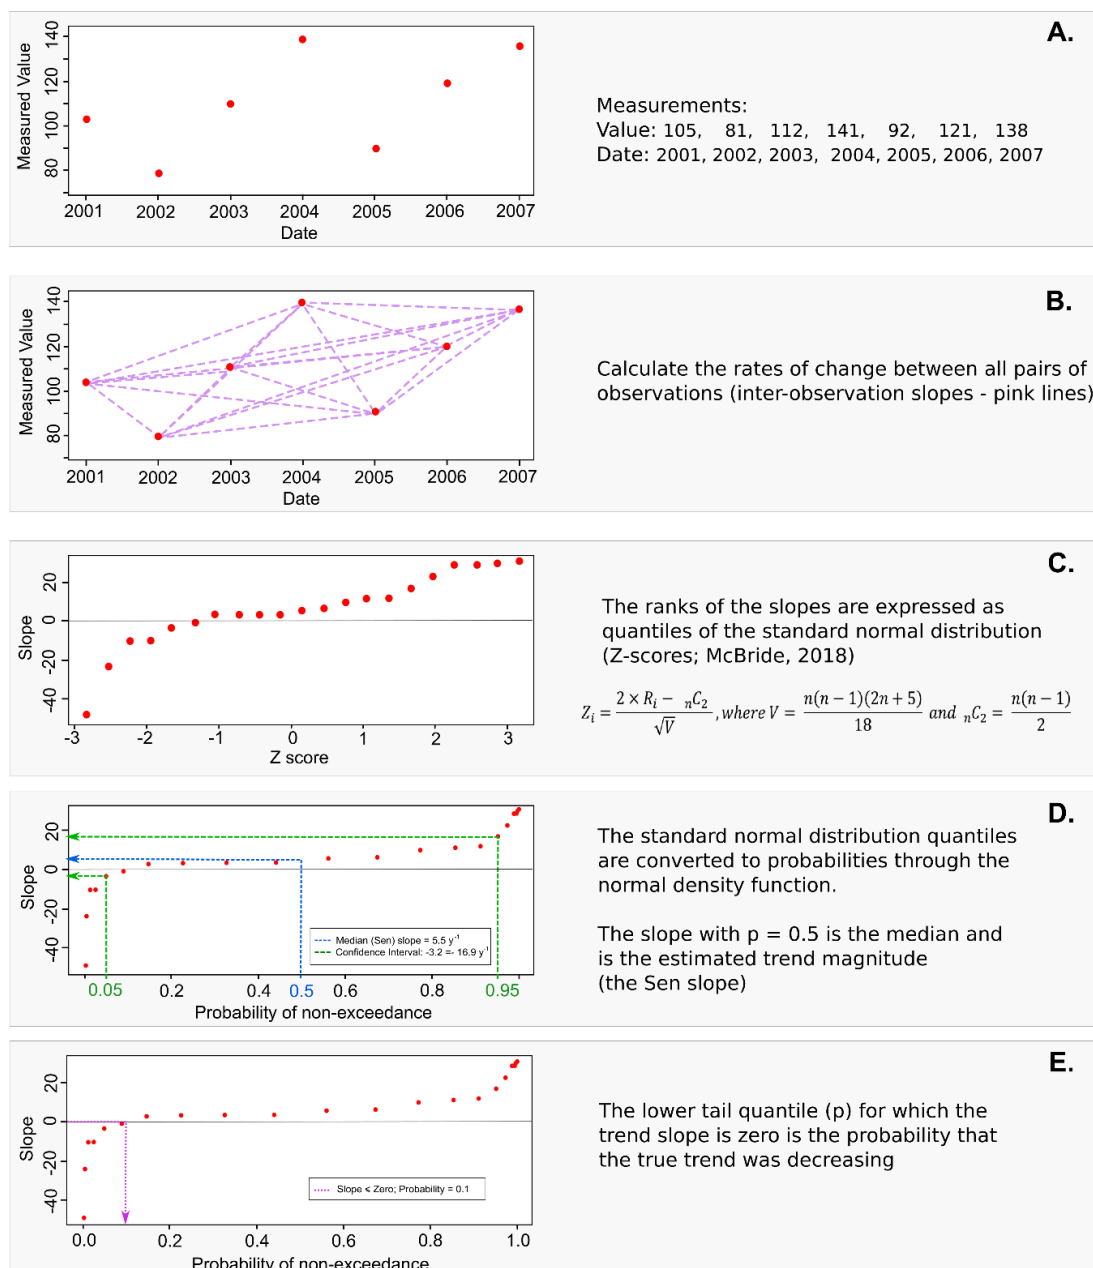 A.
140
120
100
80
Measured Value
2001 2002 2003 2004 2005 2006 2007
Date
Measurements:
Value: 105, 81, 112, 141, 92, 121, 138
Date: 2001, 2002, 2003, 2004, 2005, 2006, 2007
B.
140
120
100
80
Measured Value
2001 2002 2003 2004 2005 2006 2007
Date
Calculate the rates of change between all pairs of
observations (inter-observation slopes - pink lines)
C.
20
0
-20
-40
Slope
-3 -2 -1 0 1 2 3
Z score
The ranks of the slopes are expressed as
quantiles of the standard normal distribution
(Z-scores; McBride, 2018)
Z_i = (2 × R_i − _nC_2) / √V, where V = n(n − 1)(2n + 5) / 18 and _nC_2 = n(n − 1) / 2
D.
20
0
-20
-40
Slope
Median (Sen) slope = 5.5 y⁻¹
Confidence Interval: -3.2 =- 16.9 y⁻¹
0.05 0.2 0.4 0.5 0.6 0.8 0.95
Probability of non-exceedance
The standard normal distribution quantiles
are converted to probabilities through the
normal density function.
The slope with p = 0.5 is the median and
is the estimated trend magnitude
(the Sen slope)
E.
20
0
-20
-40
Slope
Slope ⩽ Zero; Probability = 0.1
0.0 0.2 0.4 0.6 0.8 1.0
Probability of non-exceedance
The lower tail quantile (p) for which the
trend slope is zero is the probability that
the true trend was decreasing